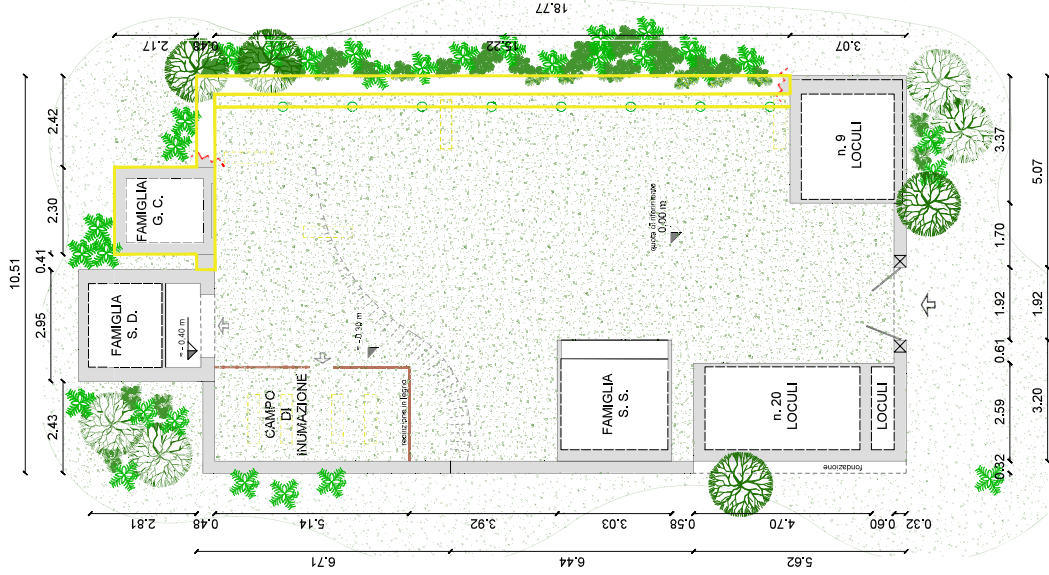 18.77
2.17
0.48
15.22
3.07
10.51
2.42
2.30
0.41
2.95
2.43
FAMIGLIA
G. C.
FAMIGLIA
S. D.
= -0.40 m
= -0.30 m
quota di riferimento
0.00 m
n. 9
LOCULI
3.37
1.70
1.92
0.61
2.59
0.32
5.07
1.92
3.20
CAMPO
DI
INUMAZIONE
recinzione in legno
FAMIGLIA
S. S.
n. 20
LOCULI
LOCULI
fondazione
2.81
0.48
5.14
3.92
3.03
0.58
4.70
0.60
0.32
6.71
6.44
5.62